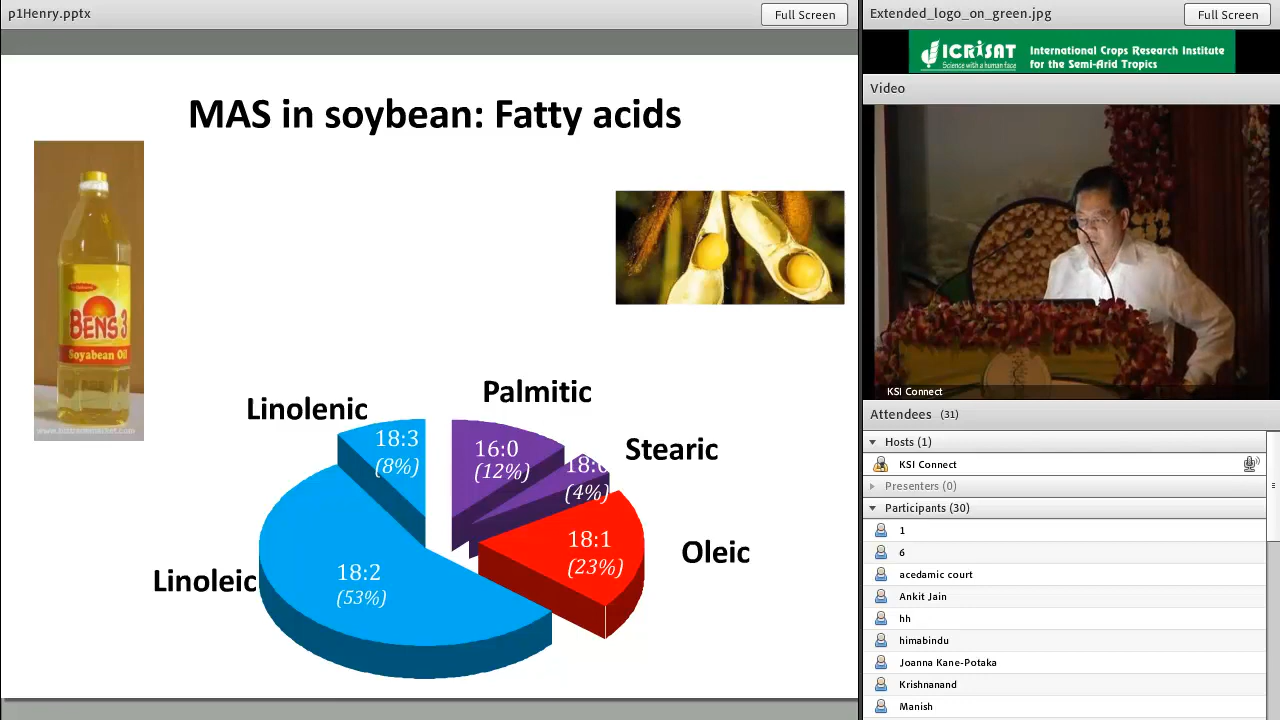 p1Henry.pptx
Full Screen
MAS in soybean: Fatty acids
BENS 3
Soyabean Oil
Linolenic
18:3
(8%)
Palmitic
16:0
(12%)
Stearic
(4%)
Oleic
18:1
(23%)
Linoleic
18:2
(53%)
Extended_logo_on_green.jpg
Full Screen
ICRISAT
Science with a human face
International Crops Research Institute
for the Semi-Arid Tropics
Video
KSI Connect
Attendees (31)
Hosts (1)
KSI Connect
Presenters (0)
Participants (30)
1
6
acedamic court
Ankit Jain
hh
himabindu
Joanna Kane-Potaka
Krishnanand
Manish